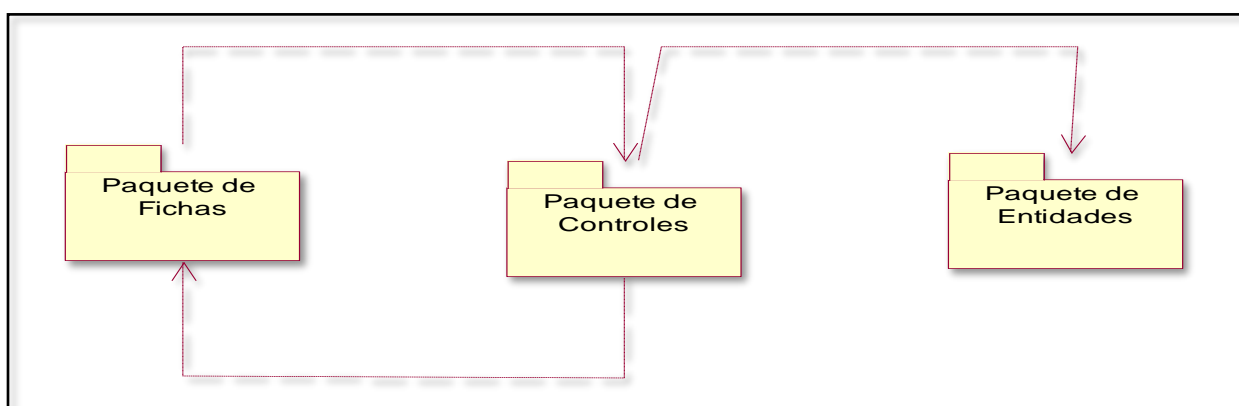 Paquete de
Fichas
Paquete de
Controles
Paquete de
Entidades